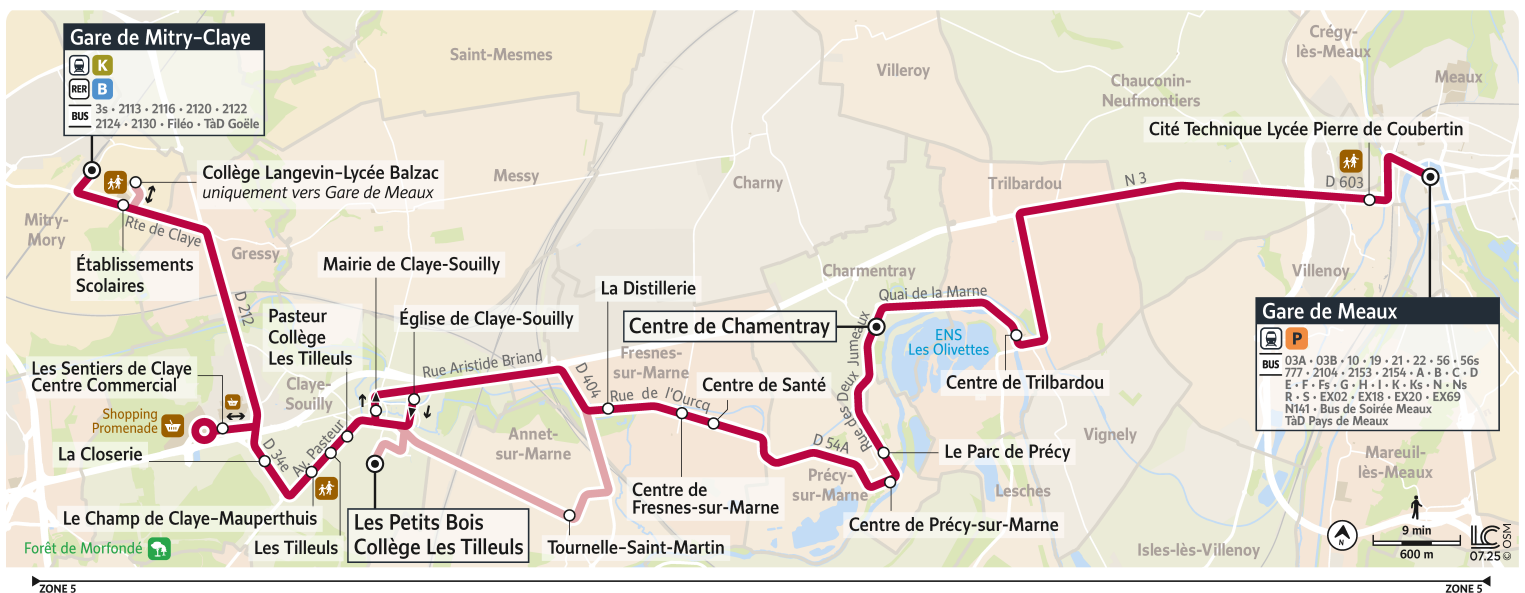 Gare de Mitry-Claye
K
RER B
BUS
3s • 2113 • 2116 • 2120 • 2122
2124 • 2130 • Filéo • TàD Goële
Saint-Mesmes
Villeroy
Crégy-
lès-Meaux
Meaux
Chauconin-
Neufmontiers
Cité Technique Lycée Pierre de Coubertin
Collège Langevin-Lycée Balzac
uniquement vers Gare de Meaux
Messy
Charny
Trilbardou
N 3
D 603
Mitry-
Mory
Rte de Claye
Gressy
Établissements
Scolaires
Mairie de Claye-Souilly
Charmentray
Villenoy
D 212
La Distillerie
Quai de la Marne
Gare de Meaux
P
BUS
03A • 03B • 10 • 19 • 21 • 22 • 56 • 56s
777 • 2104 • 2153 • 2154 • A • B • C • D
E • F • Fs • G • H • I • K • Ks • N • Ns
R • S • EX02 • EX18 • EX20 • EX69
N141 • Bus de Soirée Meaux
TàD Pays de Meaux
Pasteur
Collège
Les Tilleuls
Église de Claye-Souilly
Centre de Chamentray
ENS
Les Olivettes
Rue Aristide Briand
Fresnes-
sur-Marne
Rue des Deux Jumeaux
Les Sentiers de Claye
Centre Commercial
Claye-
Souilly
D 404
Rue de l'Ourcq
Centre de Santé
Centre de Trilbardou
Shopping
Promenade
La Closerie
D 34e
Av. Pasteur
Annet-
sur-Marne
D 54A
Vignely
Le Parc de Précy
Mareuil-
lès-Meaux
Précy-
sur-Marne
Lesches
Centre de
Fresnes-sur-Marne
Le Champ de Claye-Mauperthuis
Les Petits Bois
Collège Les Tilleuls
Centre de Précy-sur-Marne
Forêt de Morfondé
Les Tilleuls
Tournelle-Saint-Martin
Isles-lès-Villenoy
N
9 min
600 m
LC
07.25
© OSM
ZONE 5
ZONE 5